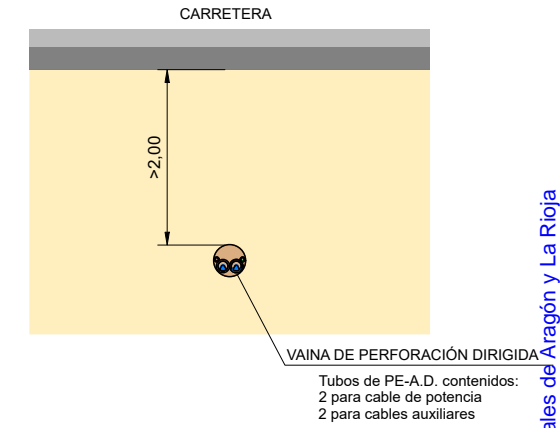 CARRETERA
>2,00
VAINA DE PERFORACIÓN DIRIGIDA
Tubos de PE-A.D. contenidos:
2 para cable de potencia
2 para cables auxiliares
de Aragón y La Rioja